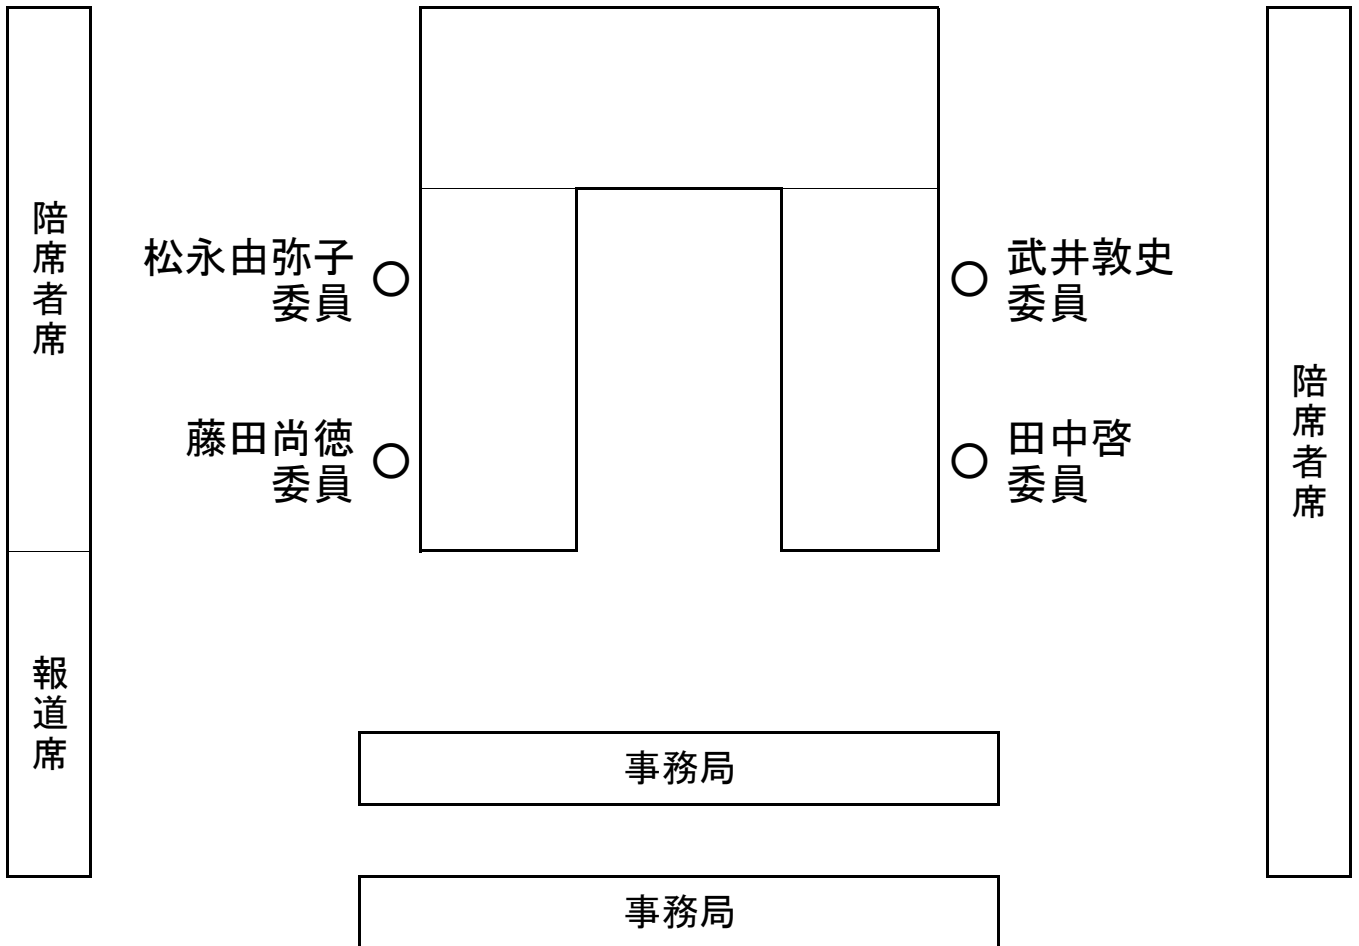 陪席者席
松永由弥子
委員
武井敦史
委員
藤田尚徳
委員
田中啓
委員
陪席者席
報道席
事務局
事務局